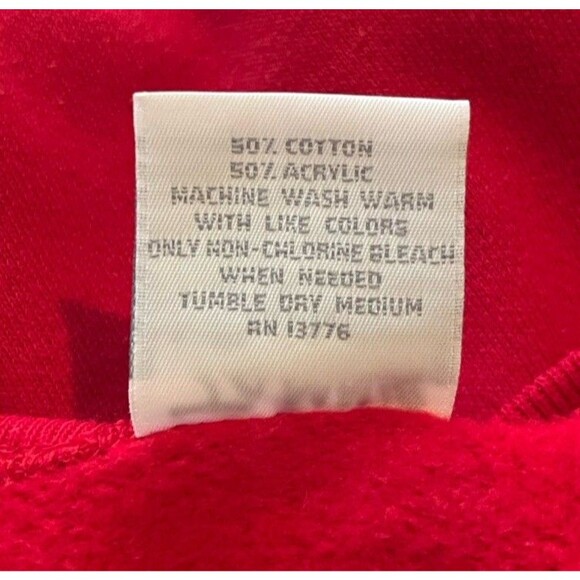 50% COTTON
50% ACRYLIC
MACHINE WASH WARM
WITH LIKE COLORS
ONLY NON-CHLORINE BLEACH
WHEN NEEDED
TUMBLE DRY MEDIUM
RN 13776